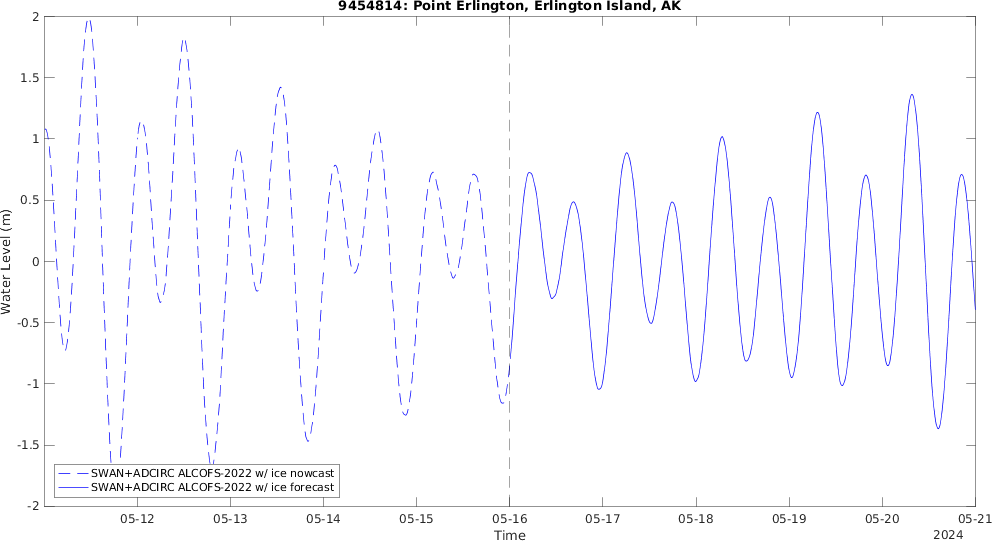 9454814: Point Erlington, Erlington Island, AK
2
1.5
1
0.5
0
-0.5
-1
-1.5
-2
Water Level (m)
SWAN+ADCIRC ALCOFS-2022 w/ ice nowcast
SWAN+ADCIRC ALCOFS-2022 w/ ice forecast
05-12 05-13 05-14 05-15 05-16 05-17 05-18 05-19 05-20 05-21
Time
2024